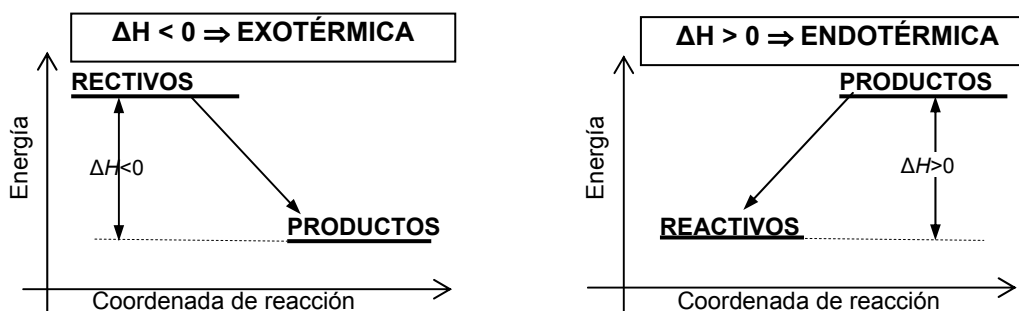 ΔH < 0 ⇒ EXOTÉRMICA
RECTIVOS
Energía
ΔH<0
PRODUCTOS
Coordenada de reacción
ΔH > 0 ⇒ ENDOTÉRMICA
PRODUCTOS
Energía
ΔH>0
REACTIVOS
Coordenada de reacción